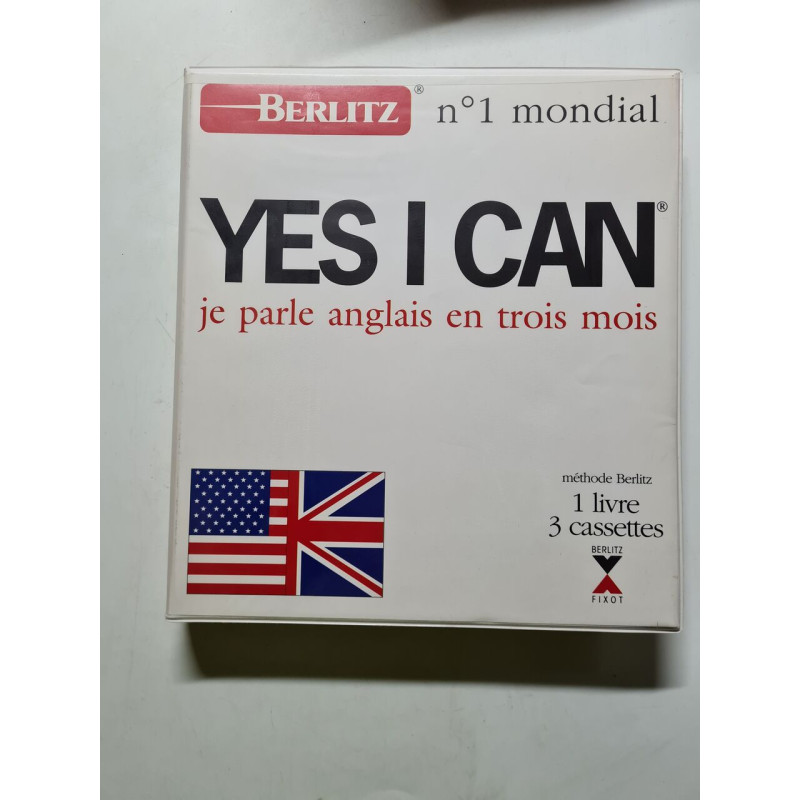 BERLITZ® n°1 mondial
YES I CAN®
je parle anglais en trois mois
méthode Berlitz
1 livre
3 cassettes
BERLITZ
FIXOT